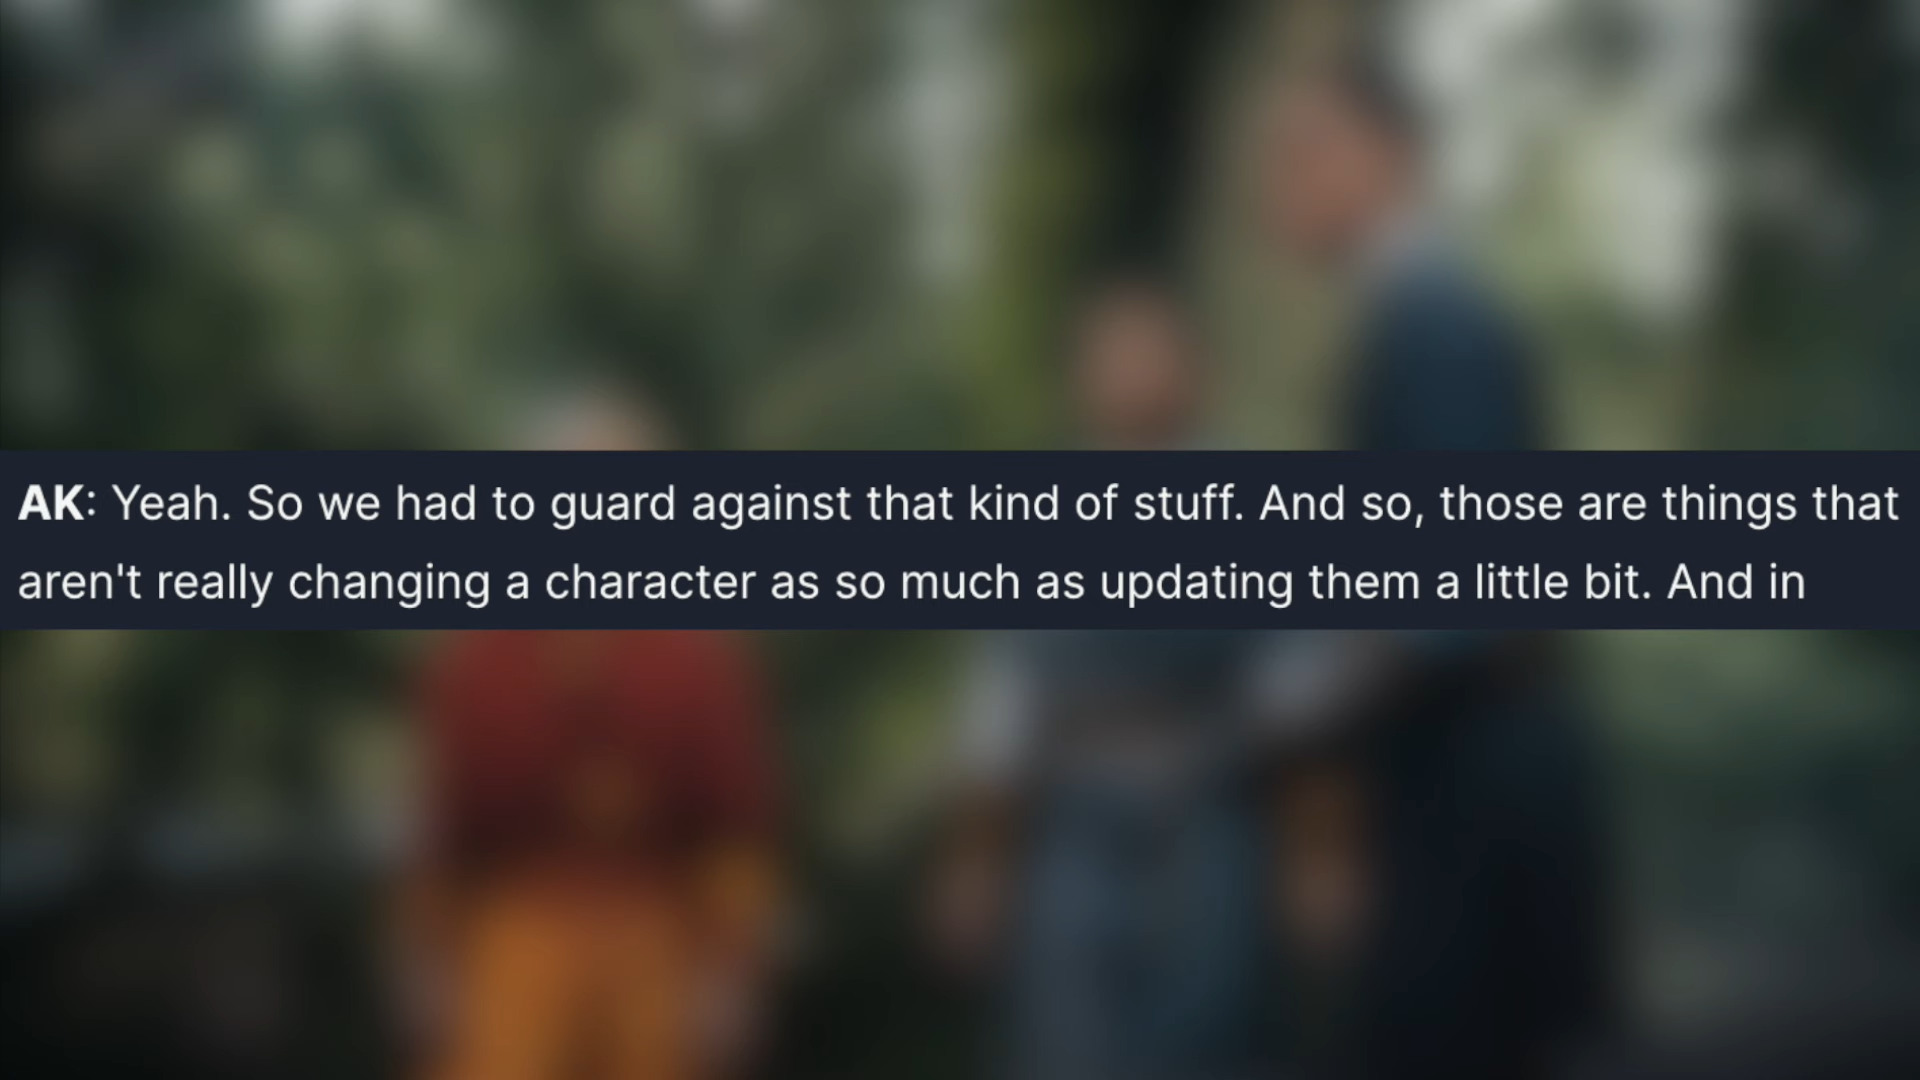 AK: Yeah. So we had to guard against that kind of stuff. And so, those are things that
aren't really changing a character as so much as updating them a little bit. And in